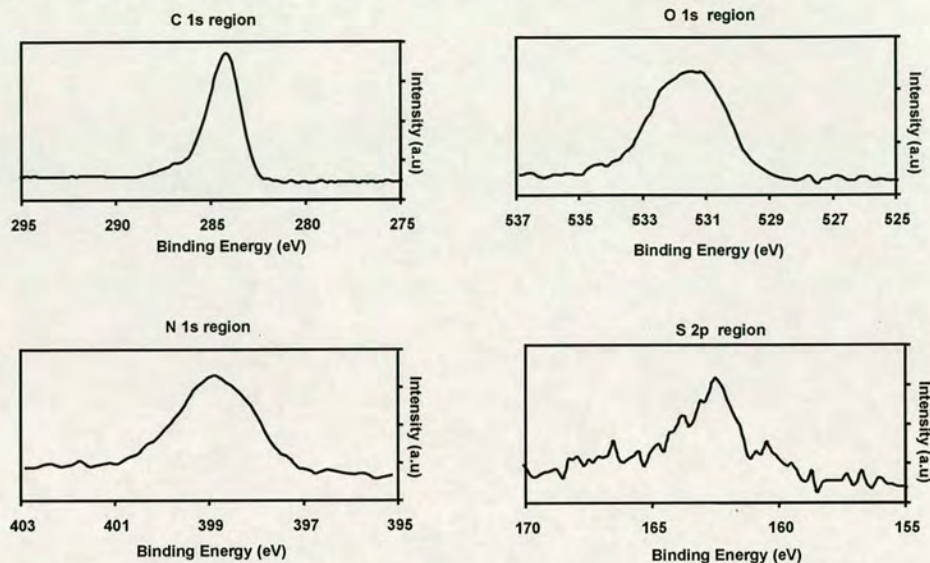 C 1s region
Intensity (a.u)
295 290 285 280 275
Binding Energy (eV)
O 1s region
Intensity (a.u)
537 535 533 531 529 527 525
Binding Energy (eV)
N 1s region
Intensity (a.u)
403 401 399 397 395
Binding Energy (eV)
S 2p region
Intensity (a.u)
170 165 160 155
Binding Energy (eV)